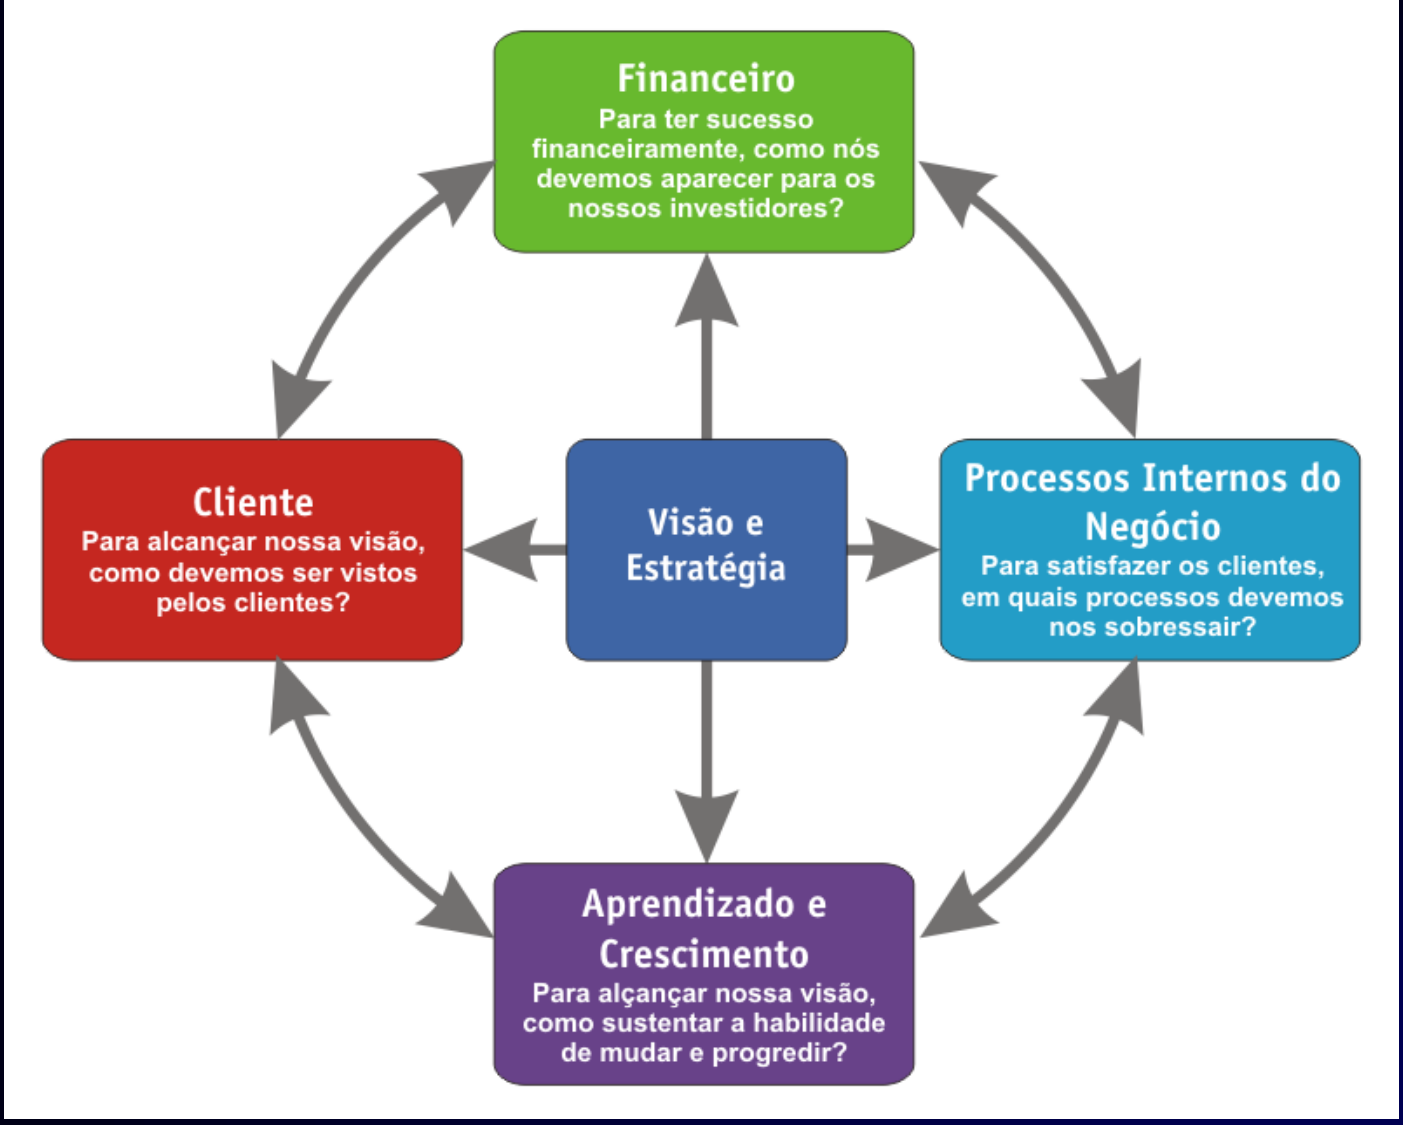 Financeiro
Para ter sucesso
financeiramente, como nós
devemos aparecer para os
nossos investidores?
Cliente
Para alcançar nossa visão,
como devemos ser vistos
pelos clientes?
Visão e
Estratégia
Processos Internos do
Negócio
Para satisfazer os clientes,
em quais processos devemos
nos sobressair?
Aprendizado e
Crescimento
Para alçançar nossa visão,
como sustentar a habilidade
de mudar e progredir?